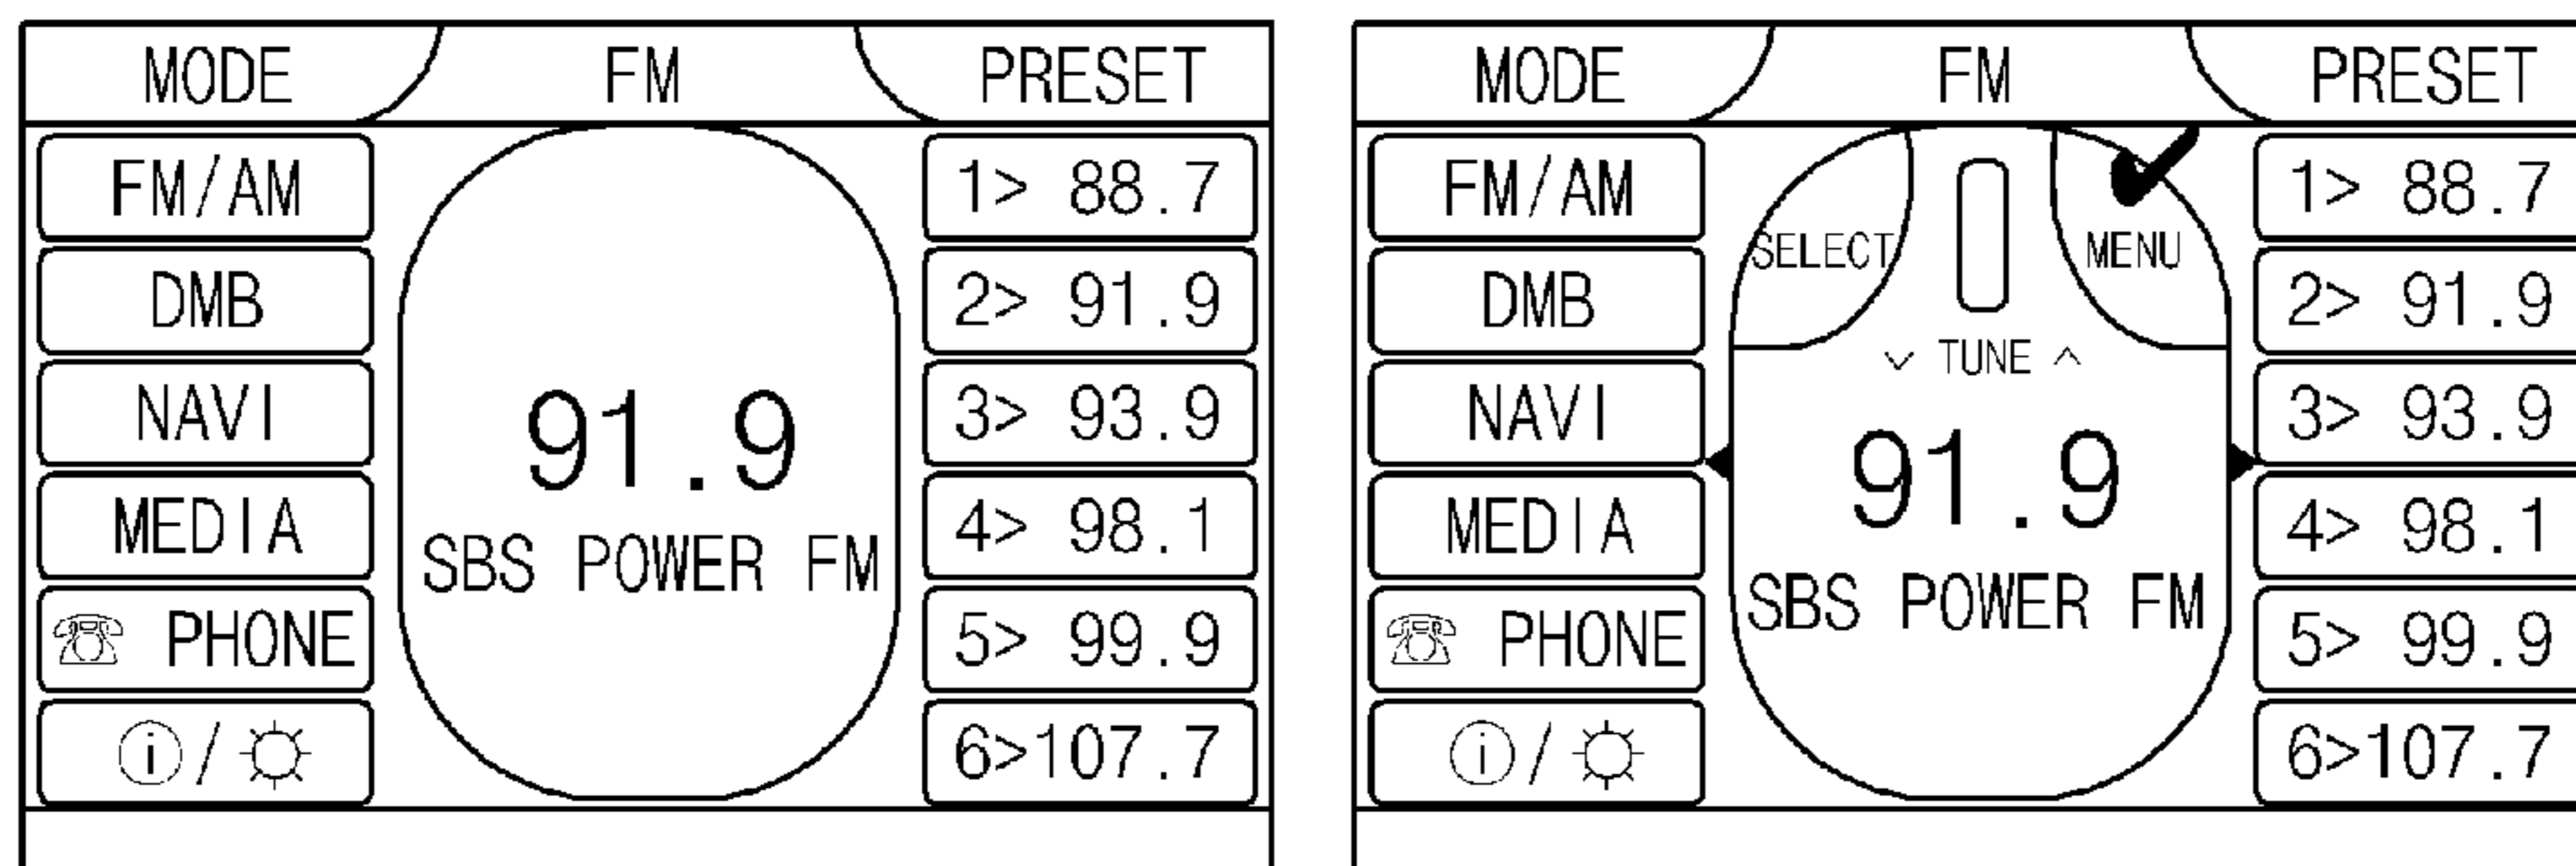 MODE FM PRESET
FM/AM
DMB
NAVI
MEDIA
☏ PHONE
ⓘ/☼
91.9
SBS POWER FM
1> 88.7
2> 91.9
3> 93.9
4> 98.1
5> 99.9
6>107.7
MODE FM PRESET
FM/AM
DMB
NAVI
MEDIA
☏ PHONE
ⓘ/☼
SELECT
MENU
∨ TUNE ∧
91.9
SBS POWER FM
1> 88.7
2> 91.9
3> 93.9
4> 98.1
5> 99.9
6>107.7